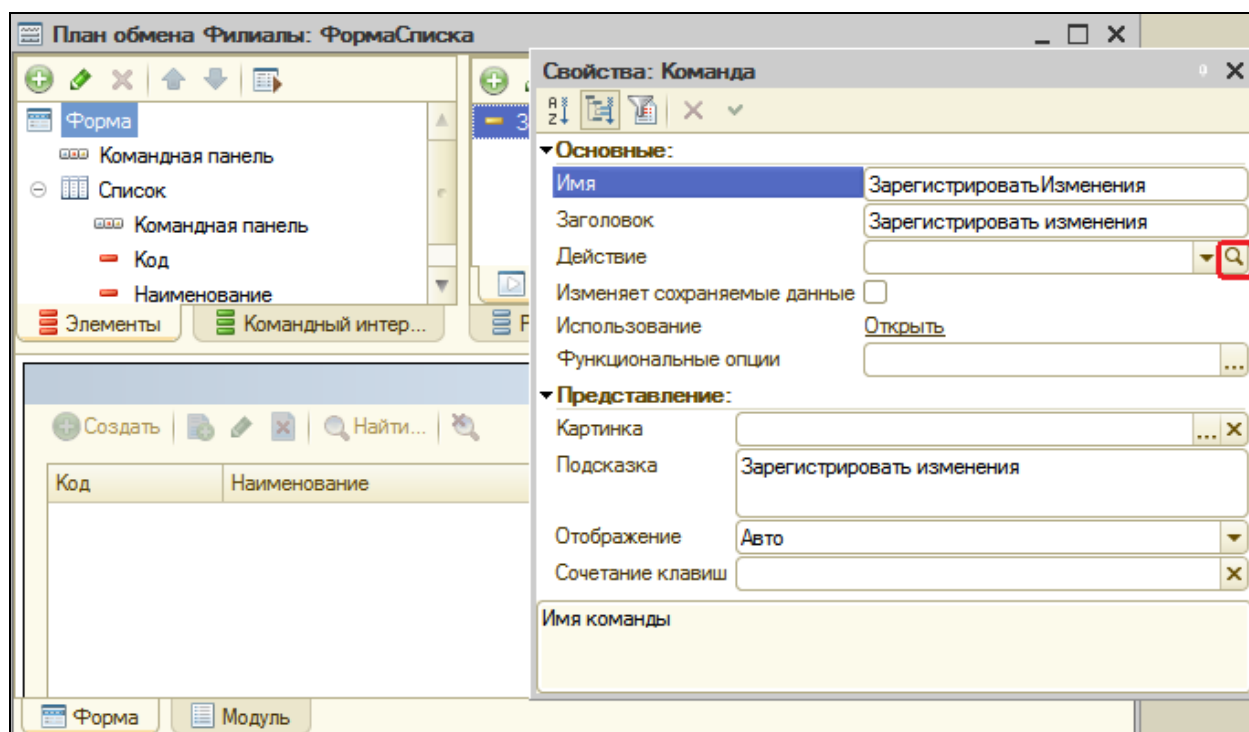 План обмена Филиалы: ФормаСписка
Форма
Командная панель
Список
Командная панель
Код
Наименование
Элементы
Командный интер...
Создать
Найти...
Код
Наименование
Форма
Модуль
Свойства: Команда
Основные:
Имя
ЗарегистрироватьИзменения
Заголовок
Зарегистрировать изменения
Действие
Изменяет сохраняемые данные
Использование
Открыть
Функциональные опции
Представление:
Картинка
Подсказка
Зарегистрировать изменения
Отображение
Авто
Сочетание клавиш
Имя команды